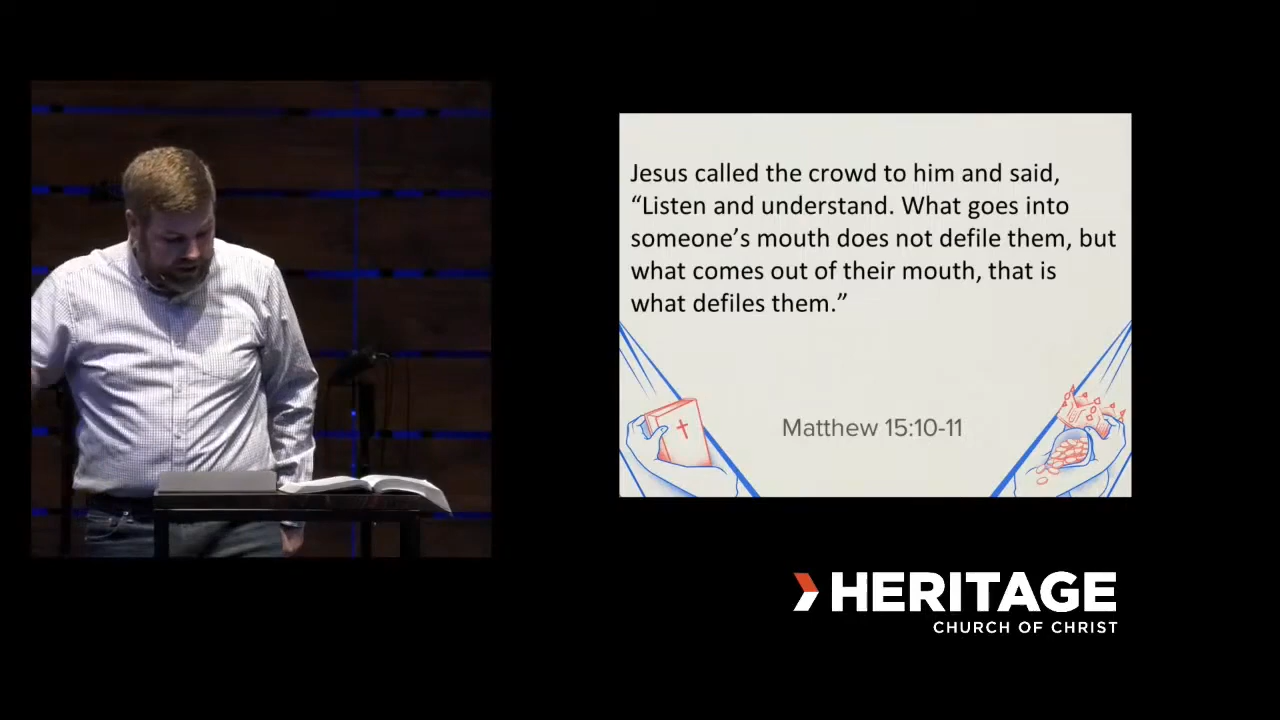 Jesus called the crowd to him and said,
“Listen and understand. What goes into
someone’s mouth does not defile them, but
what comes out of their mouth, that is
what defiles them.”
Matthew 15:10-11
HERITAGE
CHURCH OF CHRIST